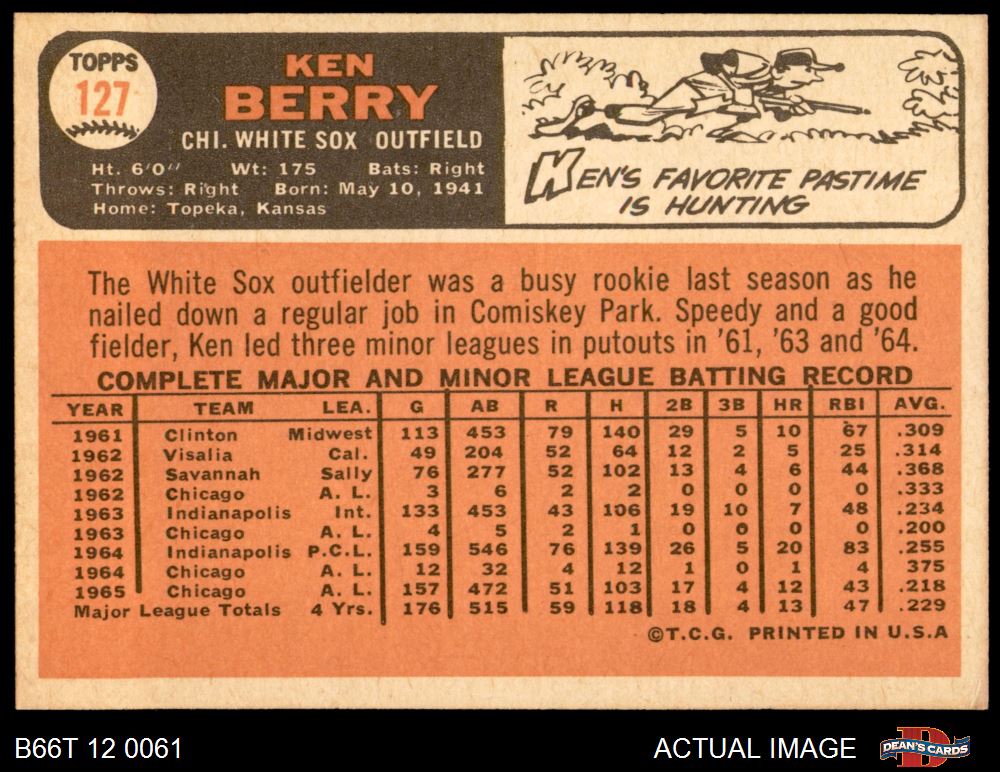 TOPPS
127
KEN
BERRY
CHI. WHITE SOX OUTFIELD
Ht. 6'0" Wt: 175 Bats: Right
Throws: Right Born: May 10, 1941
Home: Topeka, Kansas
KEN'S FAVORITE PASTIME
IS HUNTING
The White Sox outfielder was a busy rookie last season as he
nailed down a regular job in Comiskey Park. Speedy and a good
fielder, Ken led three minor leagues in putouts in '61, '63 and '64.
COMPLETE MAJOR AND MINOR LEAGUE BATTING RECORD
YEAR TEAM LEA. G AB R H 2B 3B HR RBI AVG.
1961 Clinton Midwest 113 453 79 140 29 5 10 67 .309
1962 Visalia Cal. 49 204 52 64 12 2 5 25 .314
1962 Savannah Sally 76 277 52 102 13 4 6 44 .368
1962 Chicago A. L. 3 6 2 2 0 0 0 0 .333
1963 Indianapolis Int. 133 453 43 106 19 10 7 48 .234
1963 Chicago A. L. 4 5 2 1 0 0 0 0 .200
1964 Indianapolis P.C.L. 159 546 76 139 26 5 20 83 .255
1964 Chicago A. L. 12 32 4 12 1 0 1 4 375
1965 Chicago A. L. 157 472 51 103 17 4 12 43 .218
Major League Totals 4 Yrs. 176 515 59 118 18 4 13 47 .229
©T.C.G. PRINTED IN U.S.A
B66T 12 0061
ACTUAL IMAGE
D
DEAN'S CARDS